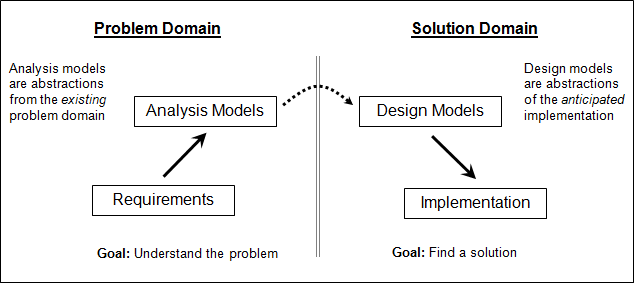 Problem Domain
Analysis models
are abstractions
from the existing
problem domain
Analysis Models
Requirements
Goal: Understand the problem
Solution Domain
Design models
are abstractions
of the anticipated
implementation
Design Models
Implementation
Goal: Find a solution